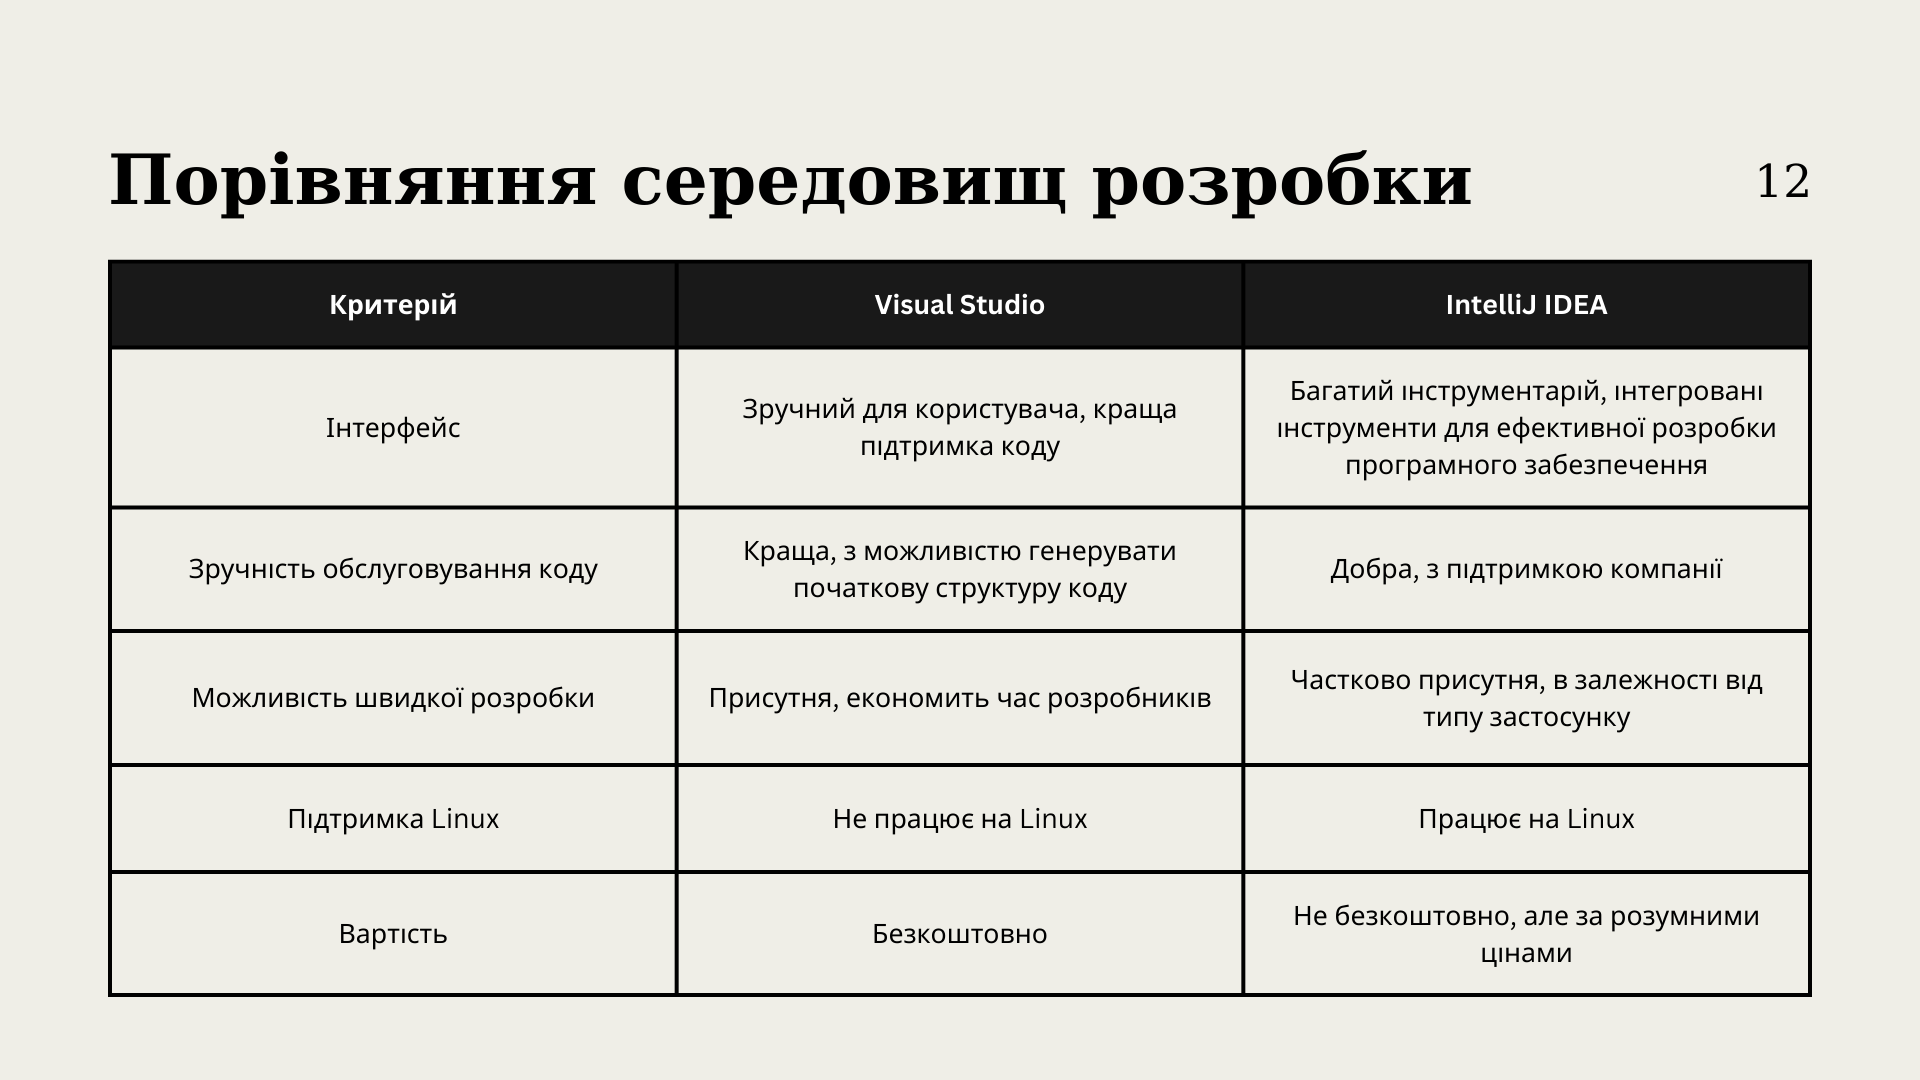 Порівняння середовищ розробки
12
Критерій
Visual Studio
IntelliJ IDEA
Інтерфейс
Зручний для користувача, краща
підтримка коду
Багатий інструментарій, інтегровані
інструменти для ефективної розробки
програмного забезпечення
Зручність обслуговування коду
Краща, з можливістю генерувати
початкову структуру коду
Добра, з підтримкою компанії
Можливість швидкої розробки
Присутня, економить час розробників
Частково присутня, в залежності від
типу застосунку
Підтримка Linux
Не працює на Linux
Працює на Linux
Вартість
Безкоштовно
Не безкоштовно, але за розумними
цінами